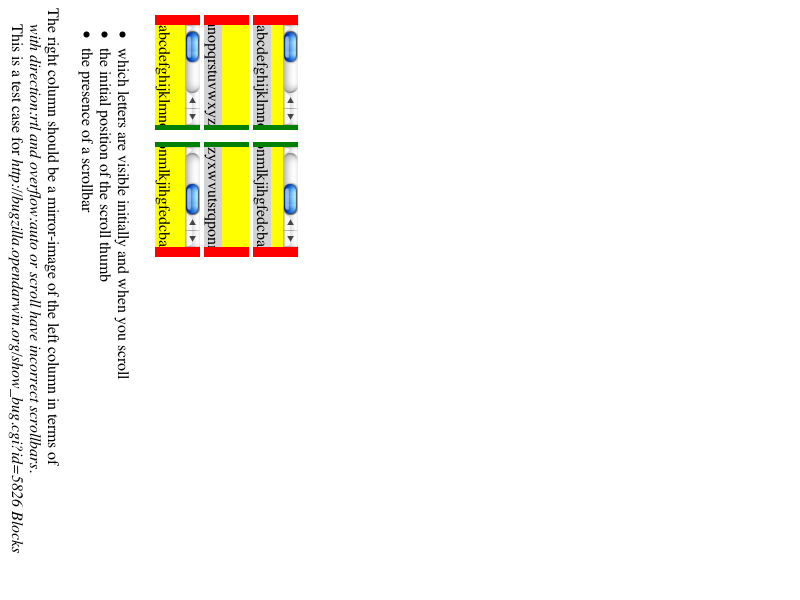 This is a test case for http://bugzilla.opendarwin.org/show_bug.cgi?id=5826 Blocks
with direction:rtl and overflow:auto or scroll have incorrect scrollbars.
The right column should be a mirror-image of the left column in terms of
• the presence of a scrollbar
• the initial position of the scroll thumb
• which letters are visible initially and when you scroll
abcdefghijklmn
nmlkjihgfedcba
nopqrstuvwxyz
zyxwvutsrqpon
abcdefghijklmn
nmlkjihgfedcba